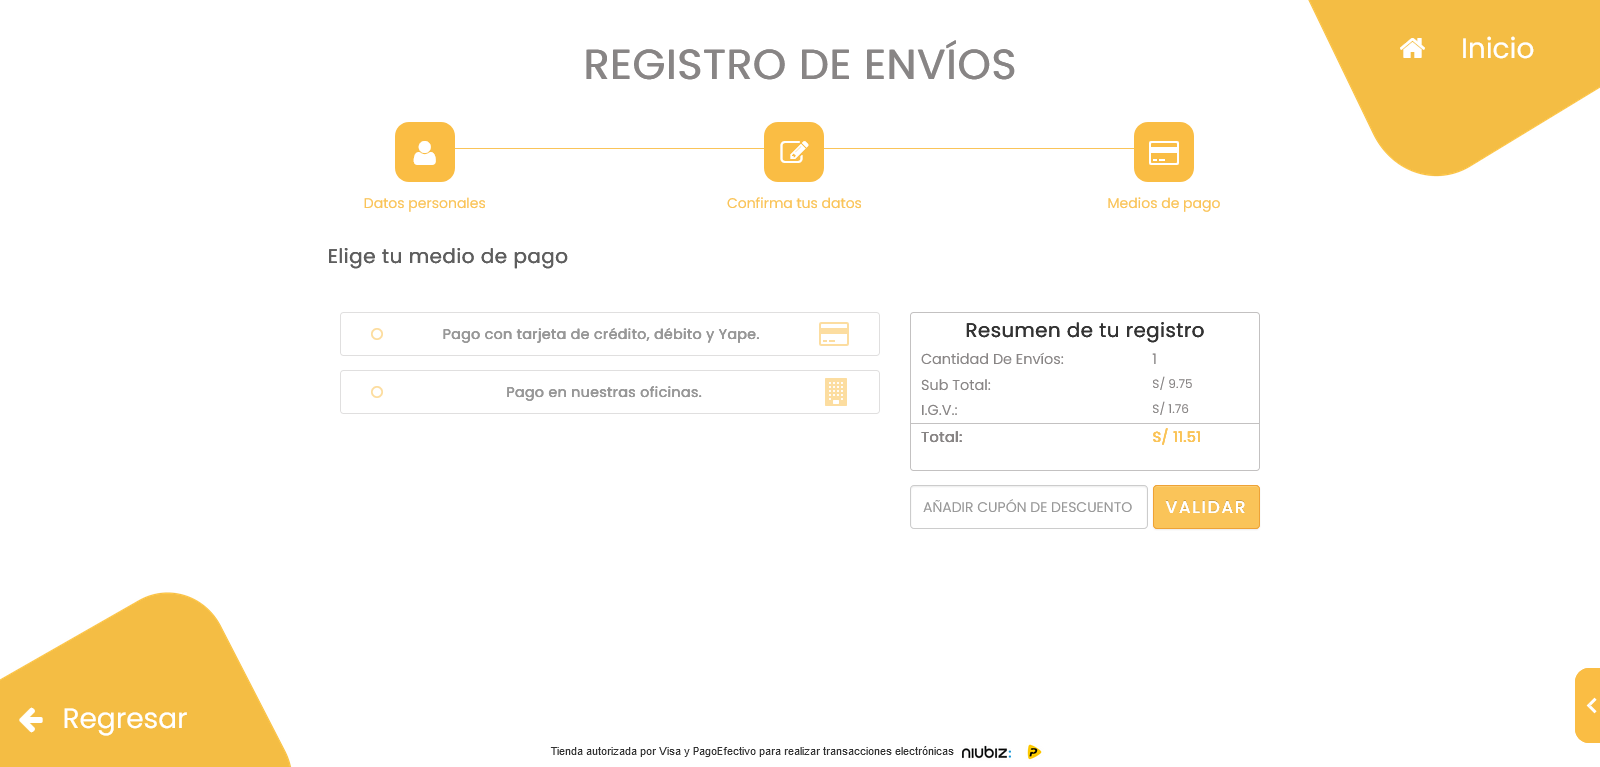 REGISTRO DE ENVÍOS
Inicio
Datos personales
Confirma tus datos
Medios de pago
Elige tu medio de pago
Pago con tarjeta de crédito, débito y Yape.
Pago en nuestras oficinas.
Resumen de tu registro
Cantidad De Envíos: 1
Sub Total: S/ 9.75
I.G.V.: S/ 1.76
Total: S/ 11.51
AÑADIR CUPÓN DE DESCUENTO VALIDAR
Regresar
Tienda autorizada por Visa y PagoEfectivo para realizar transacciones electrónicas niubiz: P